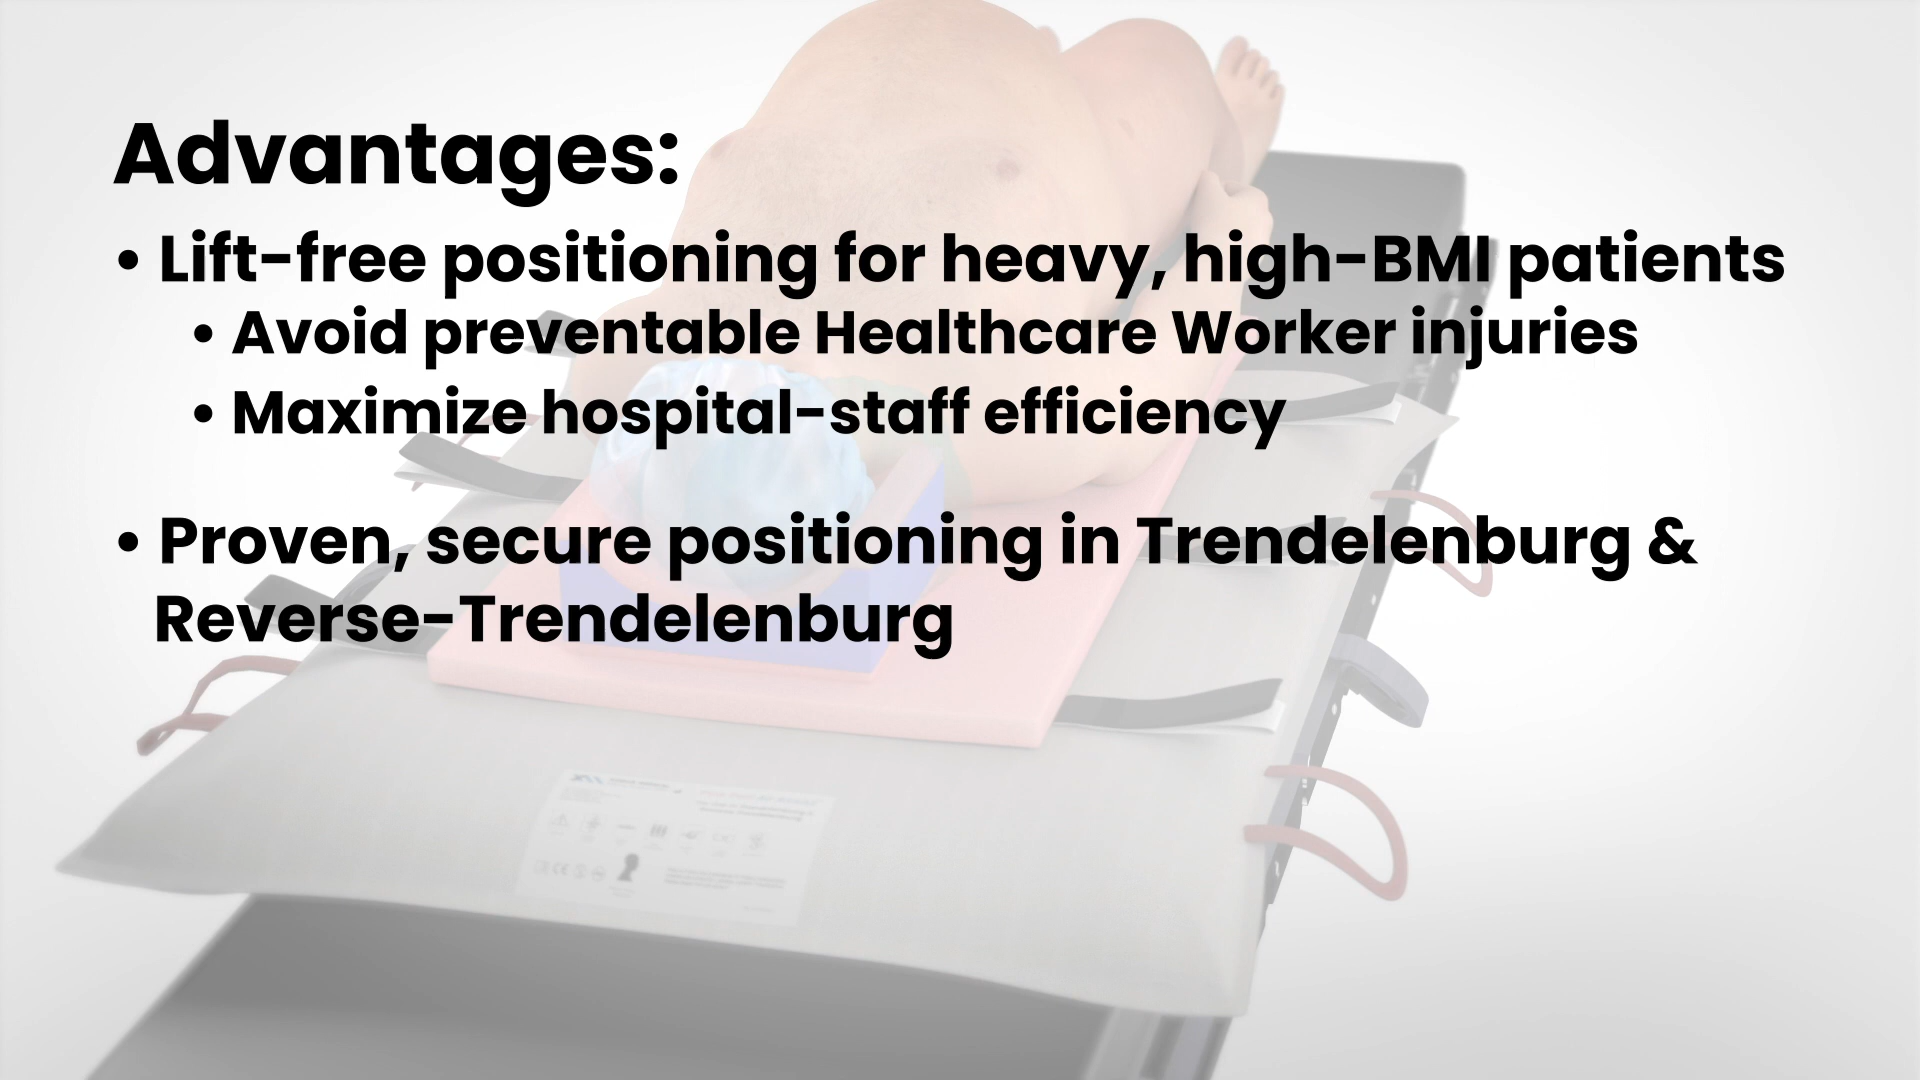 Advantages:
• Lift-free positioning for heavy, high-BMI patients
• Avoid preventable Healthcare Worker injuries
• Maximize hospital-staff efficiency
• Proven, secure positioning in Trendelenburg &
Reverse-Trendelenburg